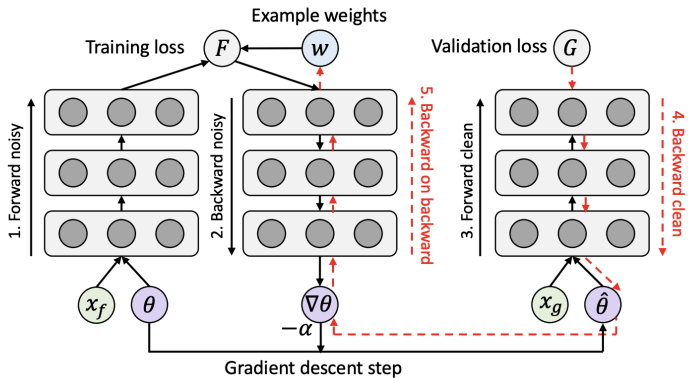 Example weights
Training loss
F
w
Validation loss
G
1. Forward noisy
2. Backward noisy
5. Backward on backward
3. Forward clean
4. Backward clean
x_f
θ
∇θ
x_g
θ̂
−α
Gradient descent step